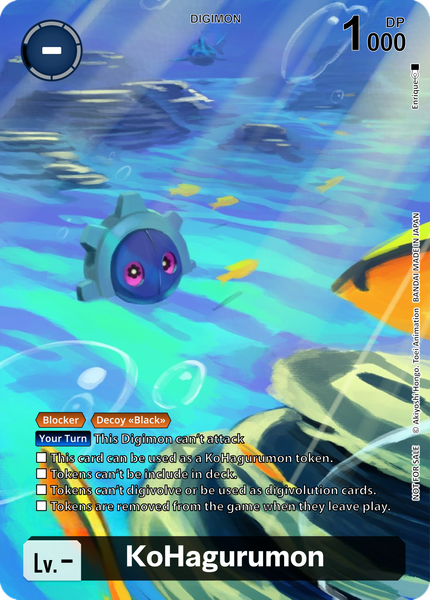 DIGIMON
–
DP
1000
Enrique
Blocker Decoy «Black»
Your Turn This Digimon can't attack
This card can be used as a KoHagurumon token.
Tokens can't be include in deck.
Tokens can't digivolve or be used as digivolution cards.
Tokens are removed from the game when they leave play.
NOT FOR SALE © Akiyoshi Hongo, Toei Animation BANDAI MADE IN JAPAN
Lv.– KoHagurumon